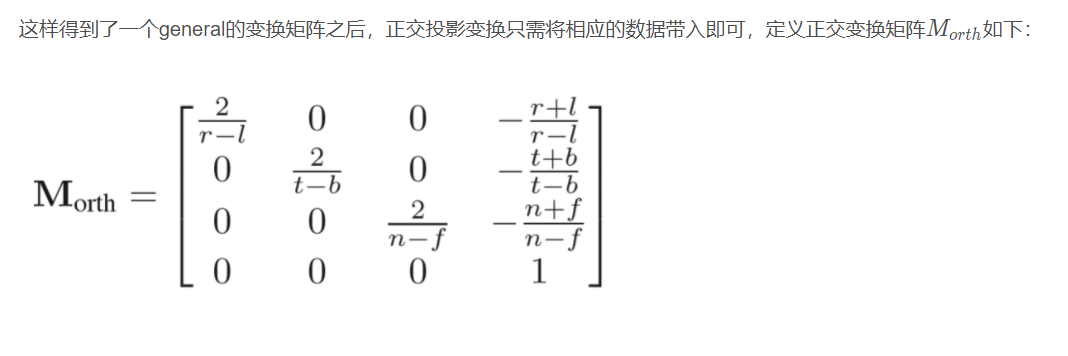 这样得到了一个general的变换矩阵之后，正交投影变换只需将相应的数据带入即可，定义正交变换矩阵M_{orth}如下：
M_{orth} = \begin{bmatrix} \frac{2}{r-l} & 0 & 0 & -\frac{r+l}{r-l} \\ 0 & \frac{2}{t-b} & 0 & -\frac{t+b}{t-b} \\ 0 & 0 & \frac{2}{n-f} & -\frac{n+f}{n-f} \\ 0 & 0 & 0 & 1 \end{bmatrix}